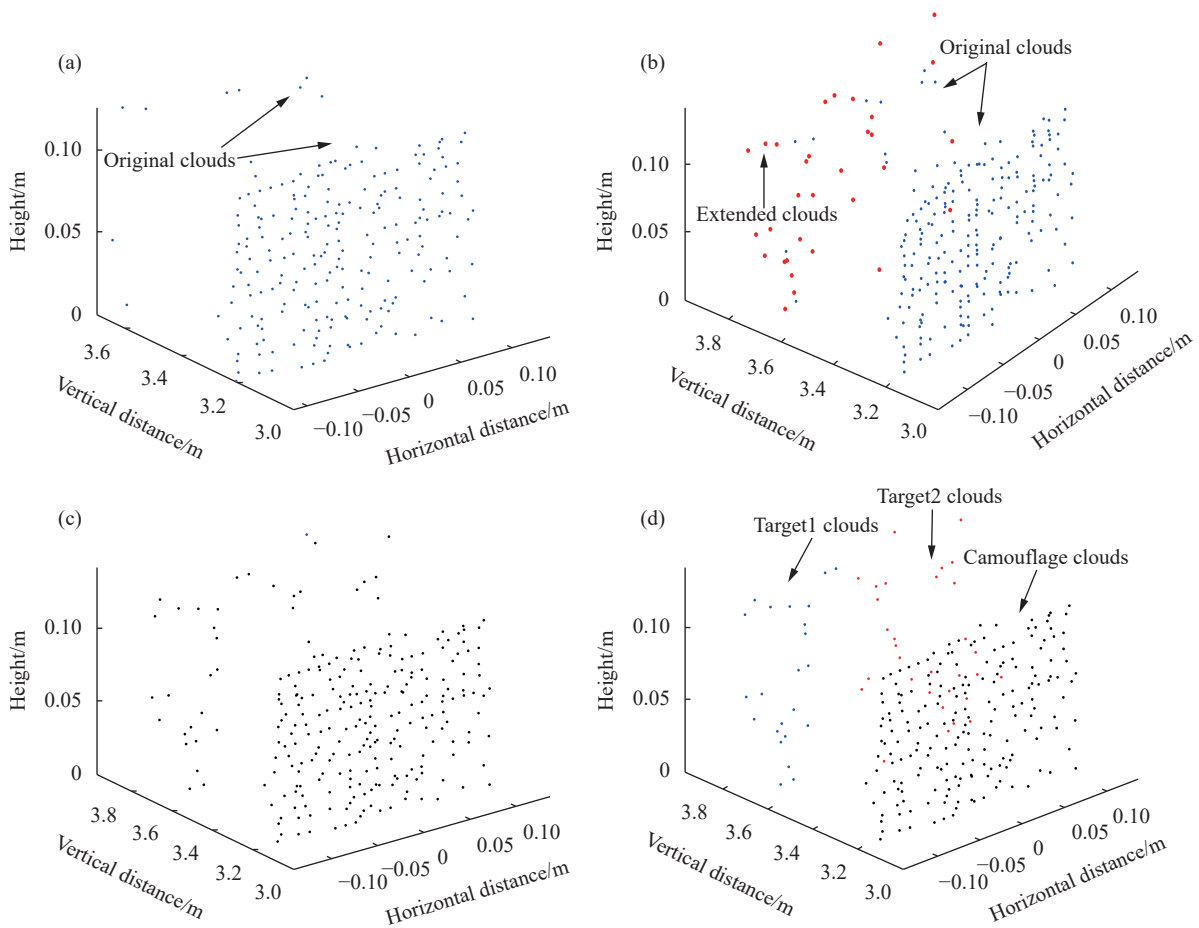 (a)
Original clouds
0.10
0.05
0
Height/m
3.6
3.4
3.2
3.0
Vertical distance/m
−0.10
−0.05
0
0.05
0.10
Horizontal distance/m
(b)
Original clouds
Extended clouds
0.10
0.05
0
Height/m
3.8
3.6
3.4
3.2
3.0
Vertical distance/m
−0.10
−0.05
0
0.05
0.10
Horizontal distance/m
(c)
0.10
0.05
0
Height/m
3.8
3.6
3.4
3.2
3.0
Vertical distance/m
−0.10
−0.05
0
0.05
0.10
Horizontal distance/m
(d)
Target2 clouds
Target1 clouds
Camouflage clouds
0.10
0.05
0
Height/m
3.8
3.6
3.4
3.2
3.0
Vertical distance/m
−0.10
−0.05
0
0.05
0.10
Horizontal distance/m